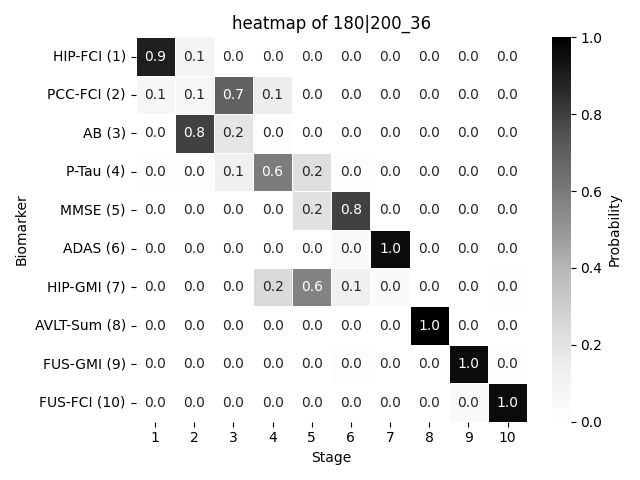 heatmap of 180|200_36
HIP-FCI (1) 0.9 0.1 0.0 0.0 0.0 0.0 0.0 0.0 0.0 0.0
PCC-FCI (2) 0.1 0.1 0.7 0.1 0.0 0.0 0.0 0.0 0.0 0.0
AB (3) 0.0 0.8 0.2 0.0 0.0 0.0 0.0 0.0 0.0 0.0
P-Tau (4) 0.0 0.0 0.1 0.6 0.2 0.0 0.0 0.0 0.0 0.0
MMSE (5) 0.0 0.0 0.0 0.0 0.2 0.8 0.0 0.0 0.0 0.0
ADAS (6) 0.0 0.0 0.0 0.0 0.0 0.0 1.0 0.0 0.0 0.0
HIP-GMI (7) 0.0 0.0 0.0 0.2 0.6 0.1 0.0 0.0 0.0 0.0
AVLT-Sum (8) 0.0 0.0 0.0 0.0 0.0 0.0 0.0 1.0 0.0 0.0
FUS-GMI (9) 0.0 0.0 0.0 0.0 0.0 0.0 0.0 0.0 1.0 0.0
FUS-FCI (10) 0.0 0.0 0.0 0.0 0.0 0.0 0.0 0.0 0.0 1.0
1 2 3 4 5 6 7 8 9 10
Stage
Biomarker
1.0
0.8
0.6
0.4
0.2
0.0
Probability